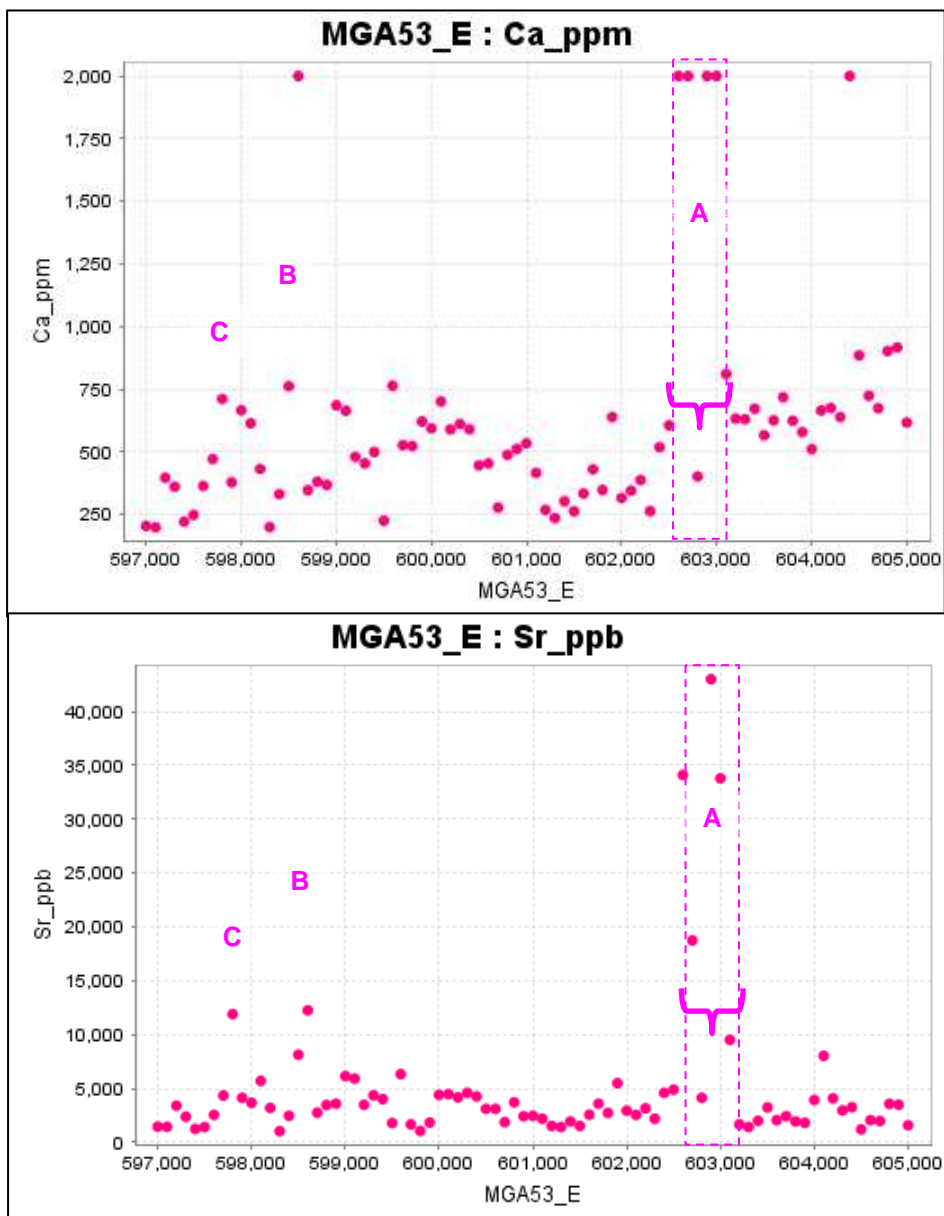 MGA53_E : Ca_ppm
2,000
1,750
1,500
1,250
1,000
750
500
250
Ca_ppm
A
B
C
597,000 598,000 599,000 600,000 601,000 602,000 603,000 604,000 605,000
MGA53_E
MGA53_E : Sr_ppb
40,000
35,000
30,000
25,000
20,000
15,000
10,000
5,000
0
Sr_ppb
A
B
C
597,000 598,000 599,000 600,000 601,000 602,000 603,000 604,000 605,000
MGA53_E